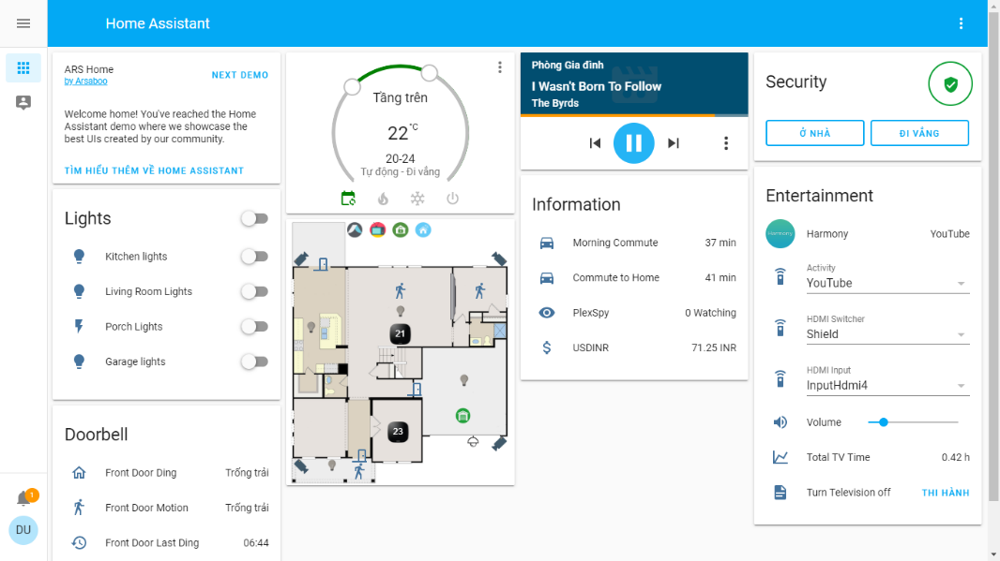 Home Assistant
ARS Home
by Arsaboo
NEXT DEMO
Welcome home! You've reached the Home
Assistant demo where we showcase the
best UIs created by our community.
TÌM HIỂU THÊM VỀ HOME ASSISTANT
Lights
Kitchen lights
Living Room Lights
Porch Lights
Garage lights
Doorbell
Front Door Ding Trống trải
Front Door Motion Trống trải
Front Door Last Ding 06:44
1
DU
Tầng trên
22 °C
20-24
Tự động - Đi vắng
21
23
Phòng Gia đình
I Wasn't Born To Follow
The Byrds
Information
Morning Commute 37 min
Commute to Home 41 min
PlexSpy 0 Watching
USDINR 71.25 INR
Security
Ở NHÀ ĐI VẮNG
Entertainment
Harmony Harmony YouTube
Activity
YouTube
HDMI Switcher
Shield
HDMI Input
InputHdmi4
Volume
Total TV Time 0.42 h
Turn Television off THI HÀNH